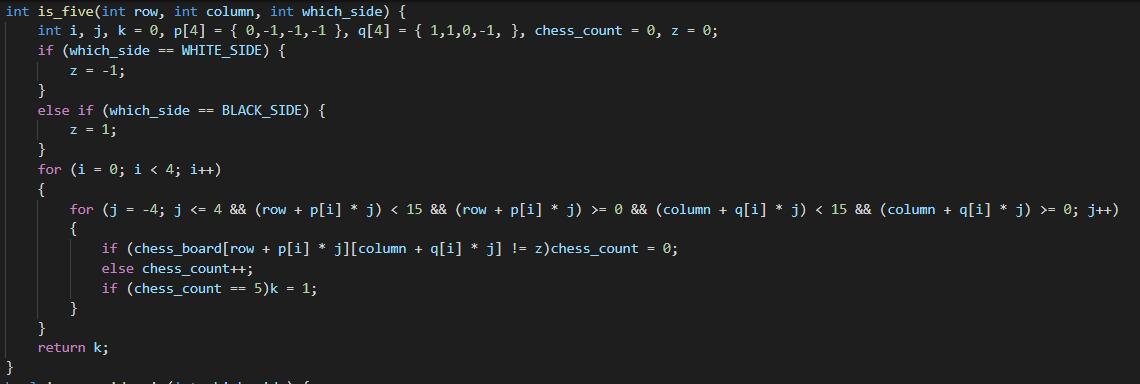 int is_five(int row, int column, int which_side) {
    int i, j, k = 0, p[4] = { 0,-1,-1,-1 }, q[4] = { 1,1,0,-1, }, chess_count = 0, z = 0;
    if (which_side == WHITE_SIDE) {
        z = -1;
    }
    else if (which_side == BLACK_SIDE) {
        z = 1;
    }
    for (i = 0; i < 4; i++)
    {
        for (j = -4; j <= 4 && (row + p[i] * j) < 15 && (row + p[i] * j) >= 0 && (column + q[i] * j) < 15 && (column + q[i] * j) >= 0; j++)
        {
            if (chess_board[row + p[i] * j][column + q[i] * j] != z)chess_count = 0;
            else chess_count++;
            if (chess_count == 5)k = 1;
        }
    }
    return k;
}